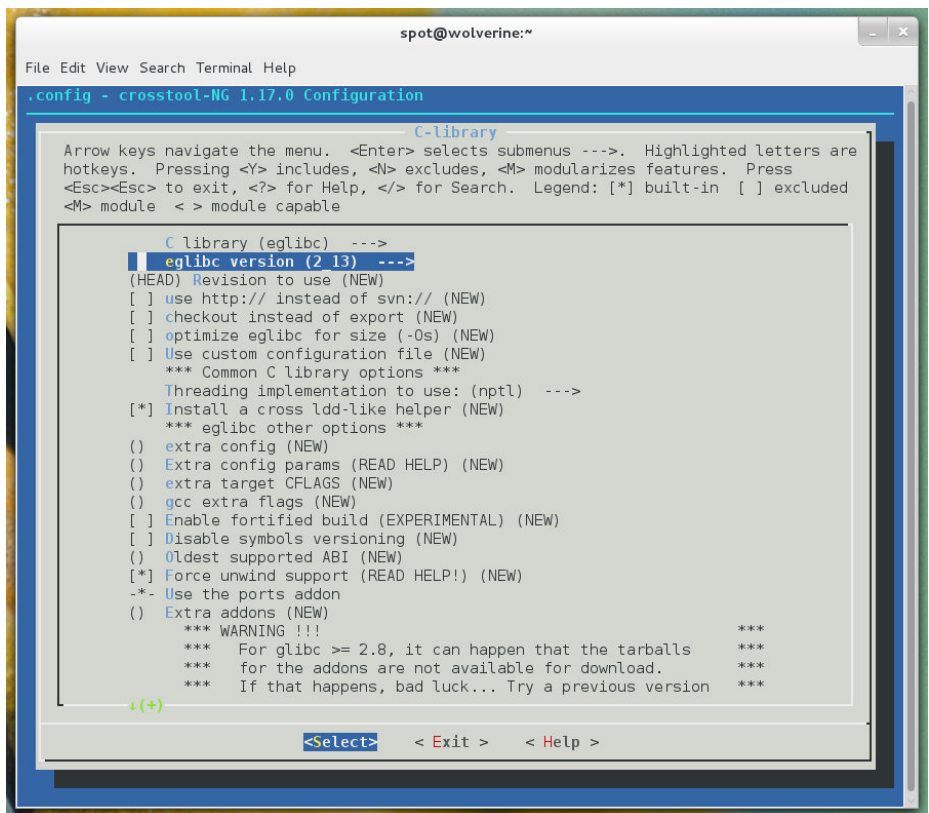 spot@wolverine:~
File Edit View Search Terminal Help
.config - crosstool-NG 1.17.0 Configuration
C-library
Arrow keys navigate the menu.  <Enter> selects submenus --->.  Highlighted letters are
hotkeys.  Pressing <Y> includes, <N> excludes, <M> modularizes features.  Press
<Esc><Esc> to exit, <?> for Help, </> for Search.  Legend: [*] built-in  [ ] excluded
<M> module  < > module capable
C library (eglibc)  --->
eglibc version (2_13)  --->
(HEAD) Revision to use (NEW)
[ ] use http:// instead of svn:// (NEW)
[ ] checkout instead of export (NEW)
[ ] optimize eglibc for size (-Os) (NEW)
[ ] Use custom configuration file (NEW)
*** Common C library options ***
Threading implementation to use: (nptl)  --->
[*] Install a cross ldd-like helper (NEW)
*** eglibc other options ***
()  extra config (NEW)
()  Extra config params (READ HELP) (NEW)
()  extra target CFLAGS (NEW)
()  gcc extra flags (NEW)
[ ] Enable fortified build (EXPERIMENTAL) (NEW)
[ ] Disable symbols versioning (NEW)
()  Oldest supported ABI (NEW)
[*] Force unwind support (READ HELP!) (NEW)
-*- Use the ports addon
()  Extra addons (NEW)
*** WARNING !!! ***
***   For glibc >= 2.8, it can happen that the tarballs   ***
***   for the addons are not available for download.   ***
***   If that happens, bad luck... Try a previous version   ***
↓(+)
<Select>    < Exit >    < Help >